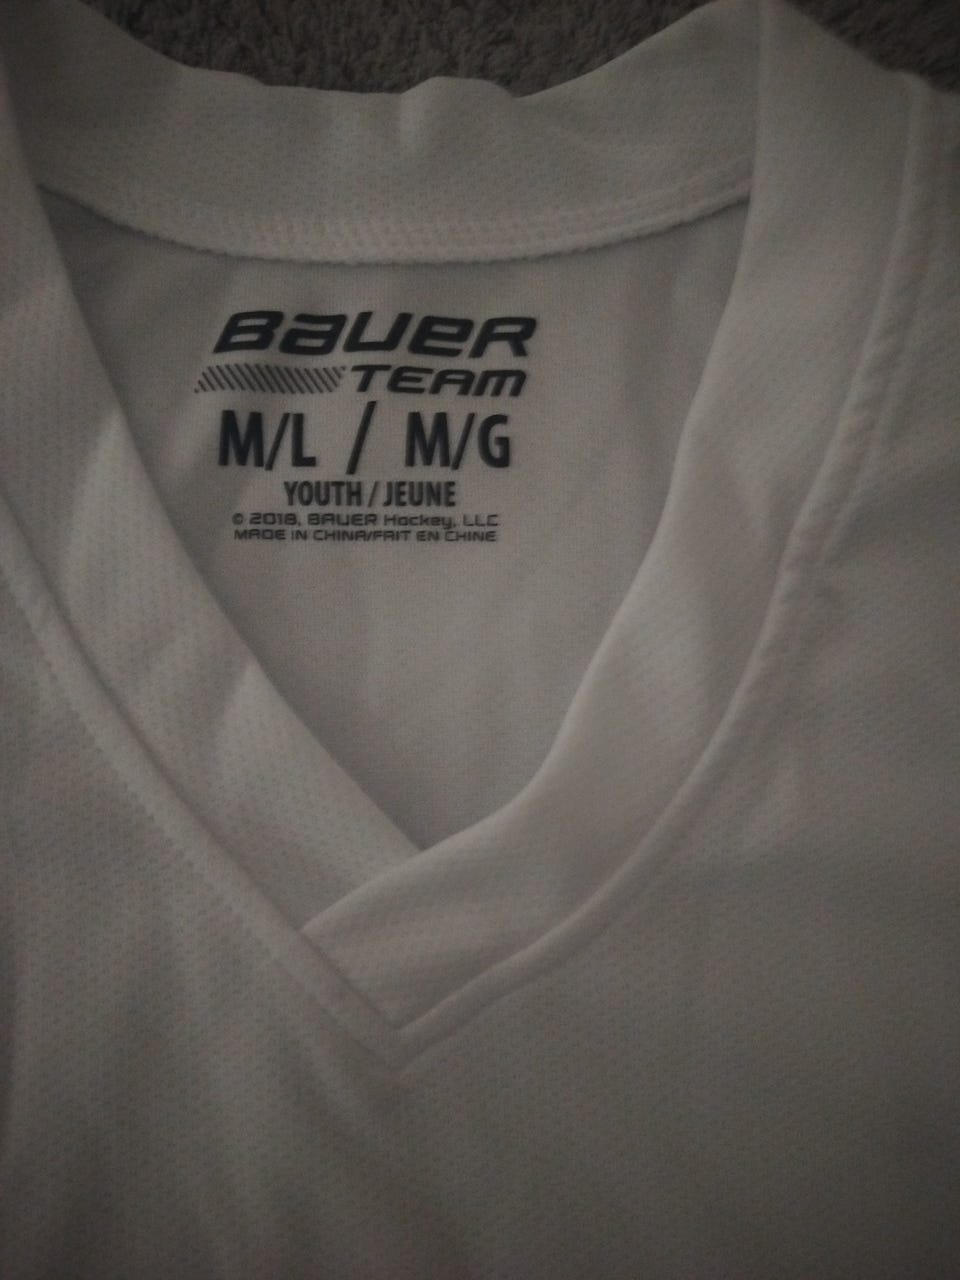 BAUER
TEAM
M/L / M/G
YOUTH / JEUNE
© 2018, BAUER Hockey, LLC
MADE IN CHINA/FAIT EN CHINE